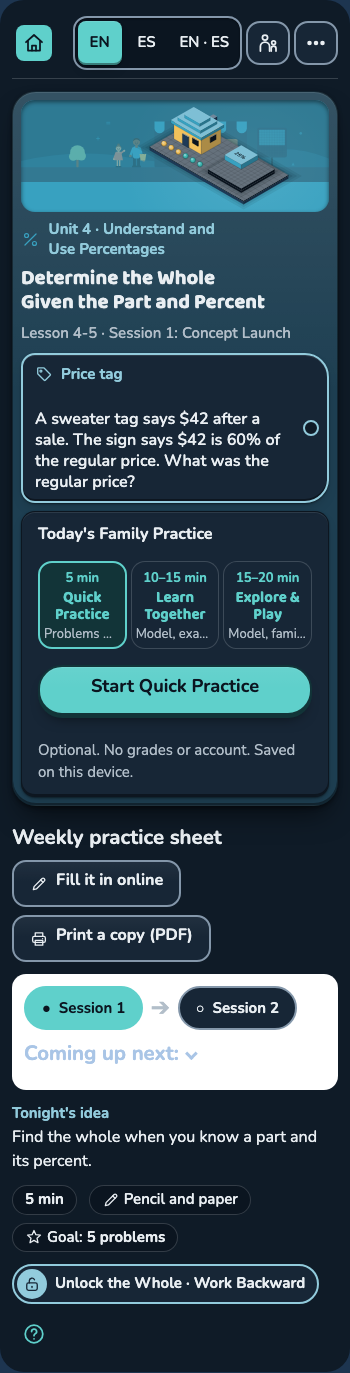 EN ES EN · ES
Unit 4 · Understand and
Use Percentages
Determine the Whole
Given the Part and Percent
Lesson 4-5 · Session 1: Concept Launch
Price tag
A sweater tag says $42 after a
sale. The sign says $42 is 60% of
the regular price. What was the
regular price?
Today's Family Practice
5 min
Quick
Practice
Problems ...
10–15 min
Learn
Together
Model, exa...
15–20 min
Explore &
Play
Model, fami...
Start Quick Practice
Optional. No grades or account. Saved
on this device.
Weekly practice sheet
Fill it in online
Print a copy (PDF)
Session 1
Session 2
Coming up next:
Tonight's idea
Find the whole when you know a part and
its percent.
5 min
Pencil and paper
Goal: 5 problems
Unlock the Whole · Work Backward